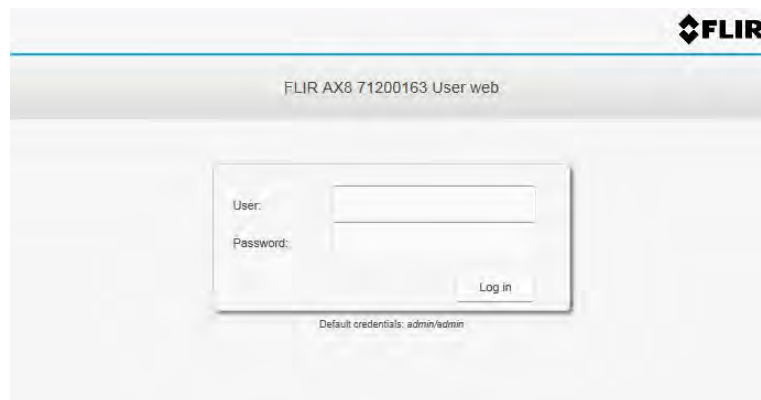 FLIR
FLIR AX8 71200163 User web
User:
Password:
Log in
Default credentials: admin/admin